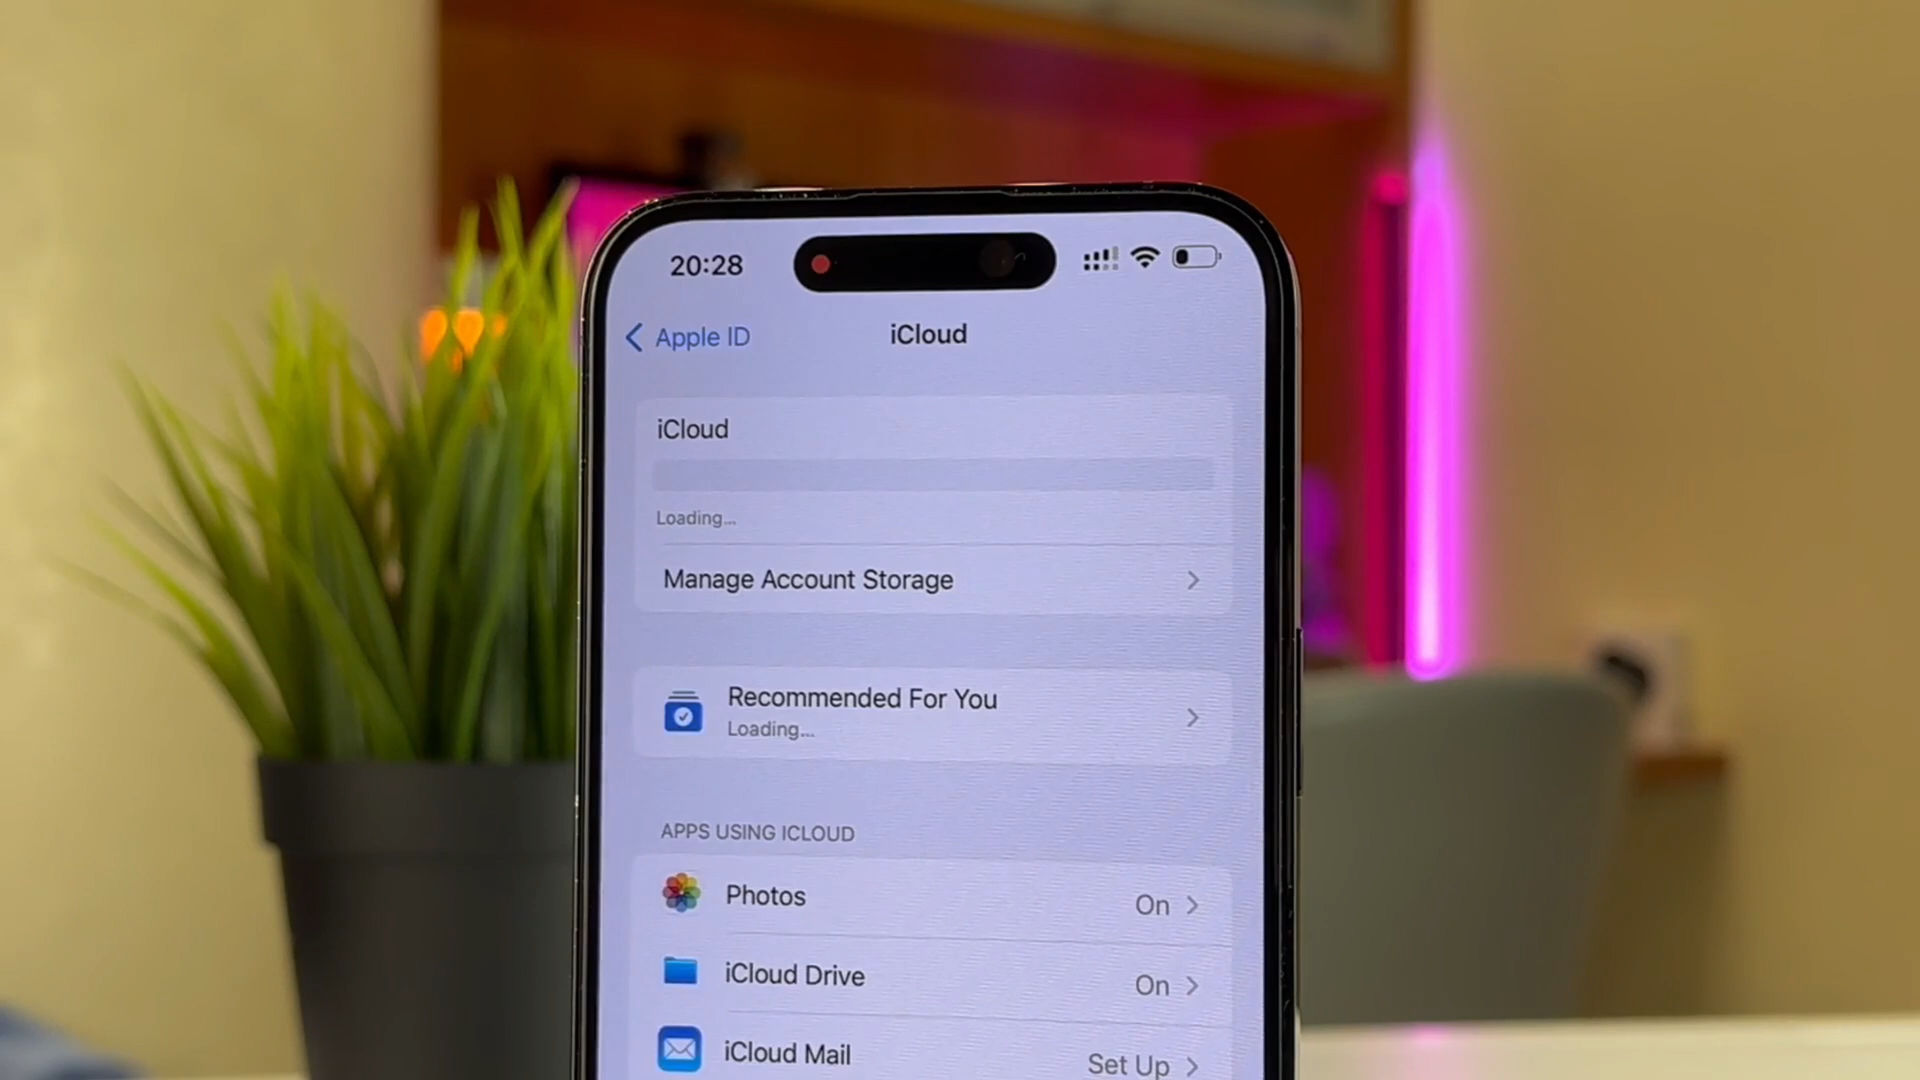 20:28
Apple ID
iCloud
iCloud
Loading...
Manage Account Storage
Recommended For You
Loading...
APPS USING ICLOUD
Photos On
iCloud Drive On
iCloud Mail Set Up